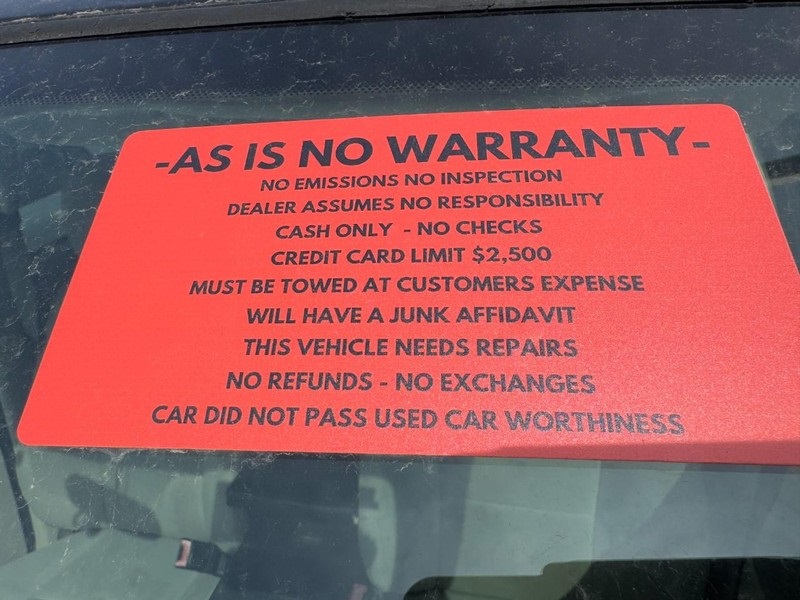 -AS IS NO WARRANTY-
NO EMISSIONS NO INSPECTION
DEALER ASSUMES NO RESPONSIBILITY
CASH ONLY - NO CHECKS
CREDIT CARD LIMIT $2,500
MUST BE TOWED AT CUSTOMERS EXPENSE
WILL HAVE A JUNK AFFIDAVIT
THIS VEHICLE NEEDS REPAIRS
NO REFUNDS - NO EXCHANGES
CAR DID NOT PASS USED CAR WORTHINESS